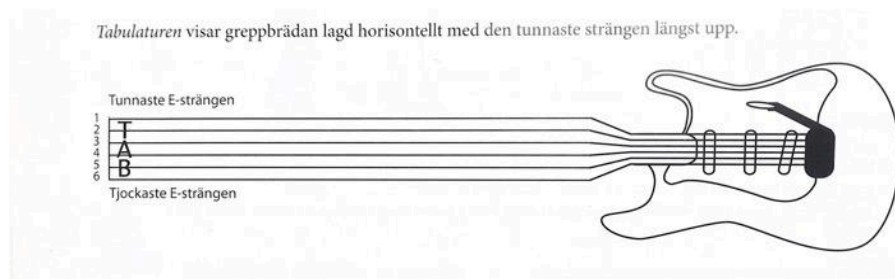 Tabulaturen visar greppbrädan lagd horisontellt med den tunnaste strängen längst upp.
Tunnaste E-strängen
1
2
3
4
5
6
T
A
B
Tjockaste E-strängen